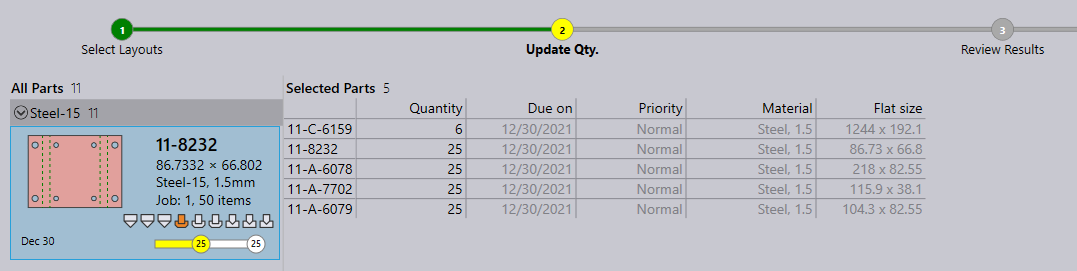 1 2 3
Select Layouts Update Qty. Review Results
All Parts 11
Steel-15 11
11-8232
86.7332 × 66.802
Steel-15, 1.5mm
Job: 1, 50 items
Dec 30 25 25
Selected Parts 5
Quantity Due on Priority Material Flat size
11-C-6159 6 12/30/2021 Normal Steel, 1.5 1244 x 192.1
11-8232 25 12/30/2021 Normal Steel, 1.5 86.73 x 66.8
11-A-6078 25 12/30/2021 Normal Steel, 1.5 218 x 82.55
11-A-7702 25 12/30/2021 Normal Steel, 1.5 115.9 x 38.1
11-A-6079 25 12/30/2021 Normal Steel, 1.5 104.3 x 82.55